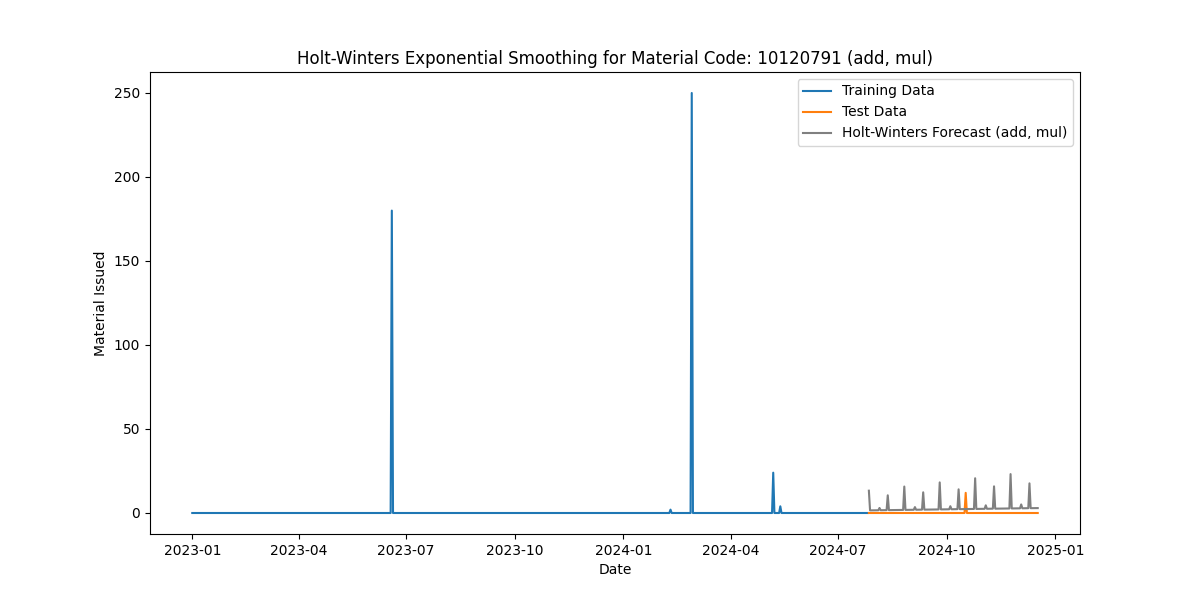 Holt-Winters Exponential Smoothing for Material Code: 10120791 (add, mul)
Training Data
Test Data
Holt-Winters Forecast (add, mul)
Material Issued
250
200
150
100
50
0
2023-01 2023-04 2023-07 2023-10 2024-01 2024-04 2024-07 2024-10 2025-01
Date